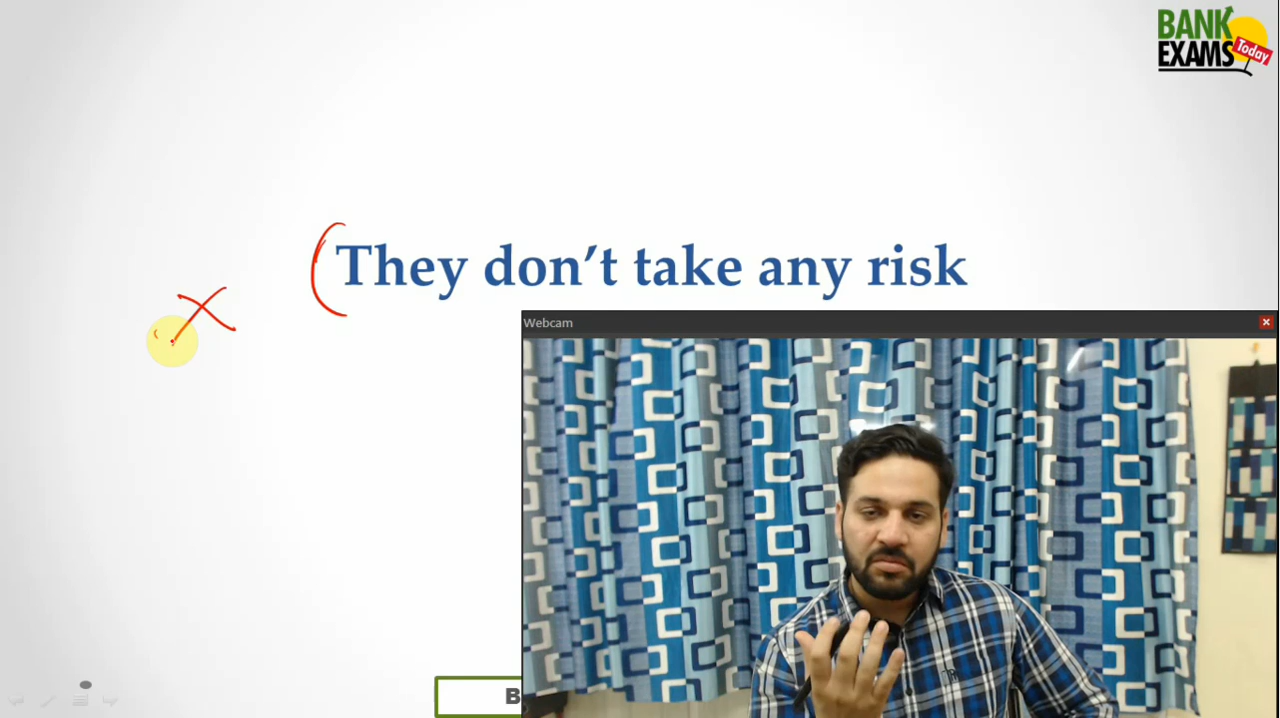 BANK
EXAMS
Today
They don’t take any risk
Webcam
B